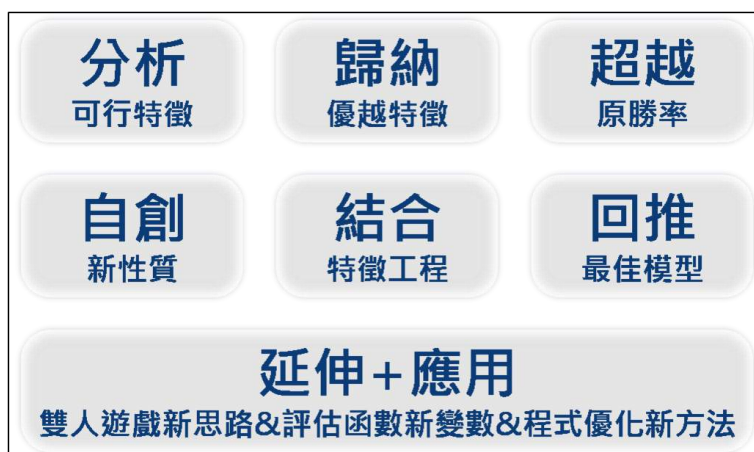 分析
可行特徵
歸納
優越特徵
超越
原勝率
自創
新性質
結合
特徵工程
回推
最佳模型
延伸+應用
雙人遊戲新思路&評估函數新變數&程式優化新方法